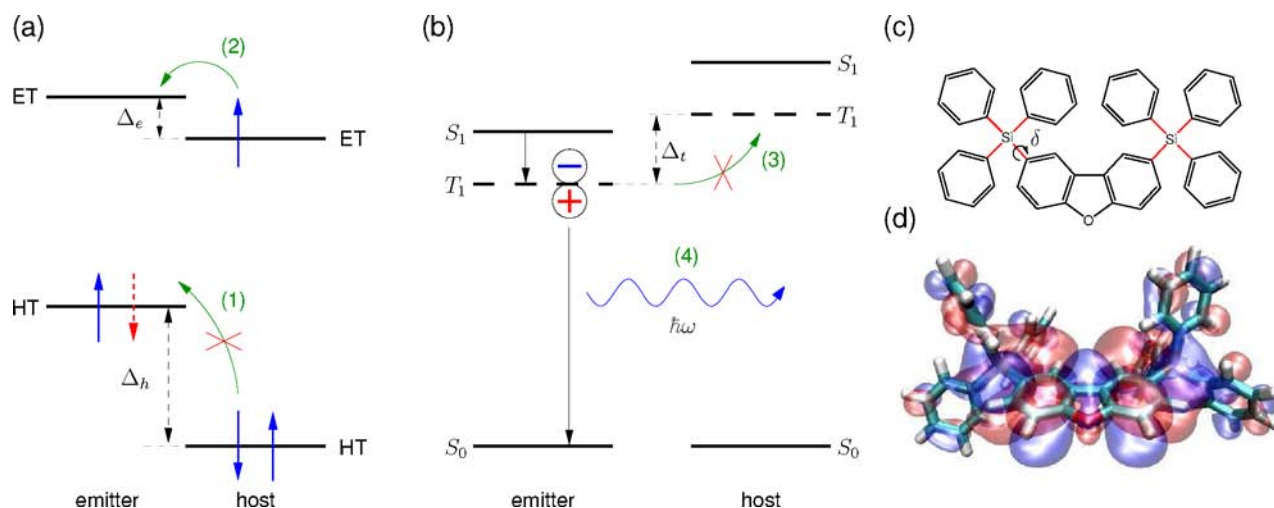 (a)
(2)
ET
Δₑ
ET
HT
(1)
Δₕ
HT
emitter host
(b)
S₁
T₁
S₁
Δₜ
T₁
(3)
−
+
(4)
ℏω
S₀
S₀
emitter host
(c)
Si
δ
Si
O
(d)